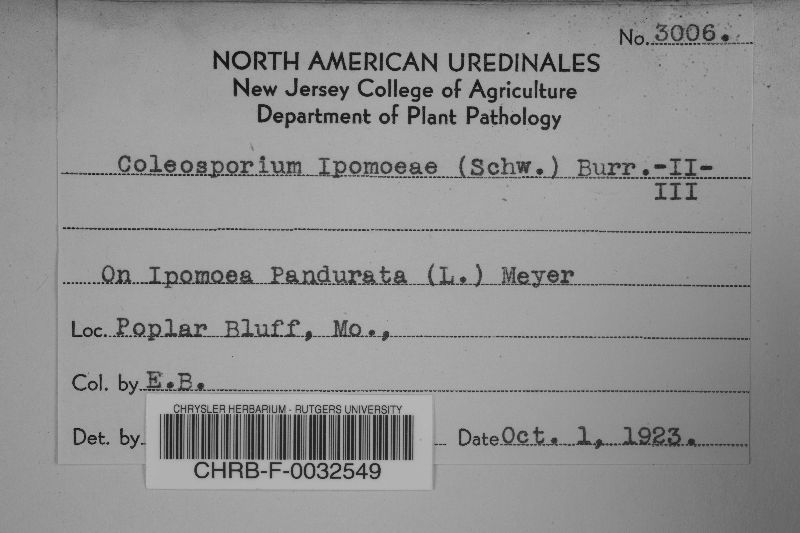 No. 3006.
NORTH AMERICAN UREDINALES
New Jersey College of Agriculture
Department of Plant Pathology
Coleosporium Ipomoeae (Schw.) Burr.-II-
III
On Ipomoea Pandurata (L.) Meyer
Loc. Poplar Bluff, Mo.,
Col. by E.B.
Det. by
Date Oct. 1, 1923.
CHRYSLER HERBARIUM - RUTGERS UNIVERSITY
CHRB-F-0032549